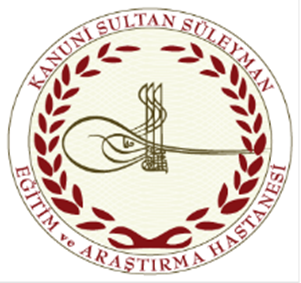 KANUNİ SULTAN SÜLEYMAN
EĞİTİM ve ARAŞTIRMA HASTANESİ